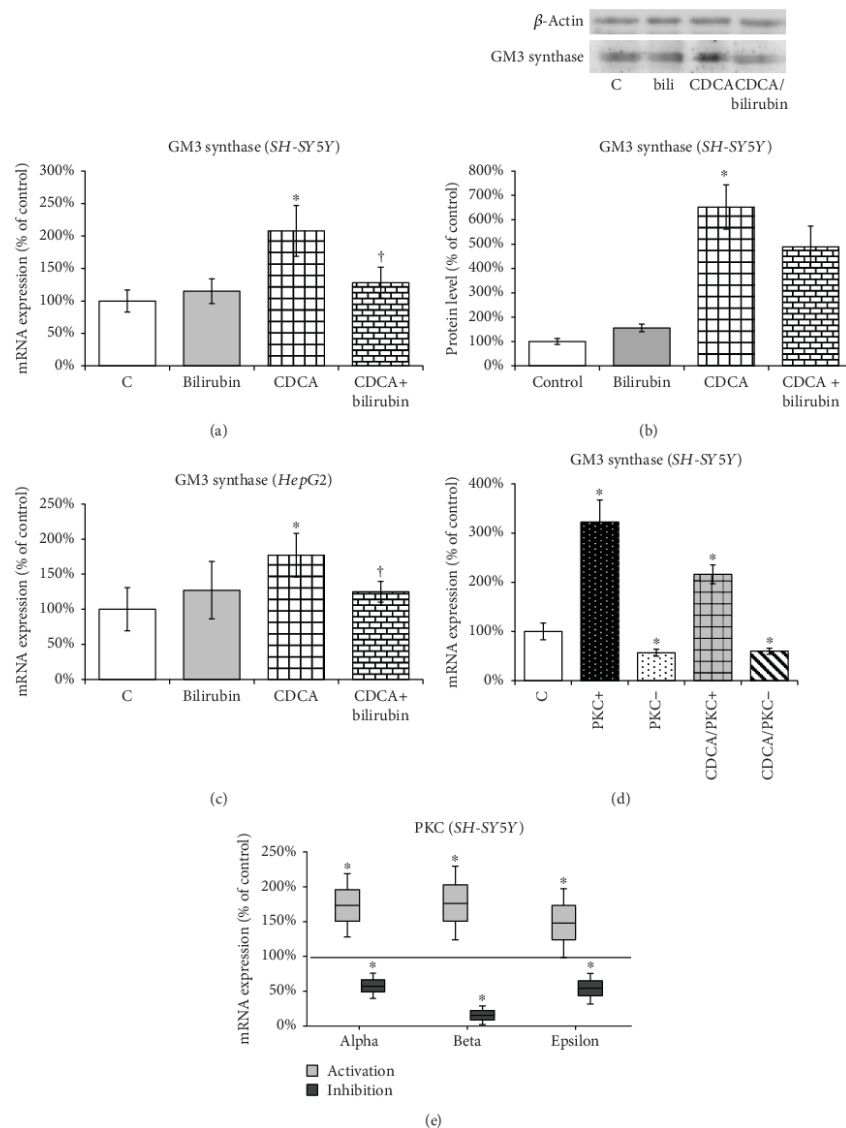 β-Actin
GM3 synthase
C bili CDCA CDCA/
bilirubin
GM3 synthase (SH-SY5Y)
mRNA expression (% of control)
300%
250%
200%
150%
100%
50%
0%
*
†
C Bilirubin CDCA CDCA+
bilirubin
(a)
GM3 synthase (SH-SY5Y)
Protein level (% of control)
800%
700%
600%
500%
400%
300%
200%
100%
0%
*
Control Bilirubin CDCA CDCA +
bilirubin
(b)
GM3 synthase (HepG2)
mRNA expression (% of control)
250%
200%
150%
100%
50%
0%
*
†
C Bilirubin CDCA CDCA+
bilirubin
(c)
GM3 synthase (SH-SY5Y)
mRNA expression (% of control)
400%
300%
200%
100%
0%
*
*
*
*
C
PKC+
PKC−
CDCA/PKC+
CDCA/PKC−
(d)
PKC (SH-SY5Y)
mRNA expression (% of control)
250%
200%
150%
100%
50%
0%
* * *
* * *
Alpha Beta Epsilon
Activation
Inhibition
(e)